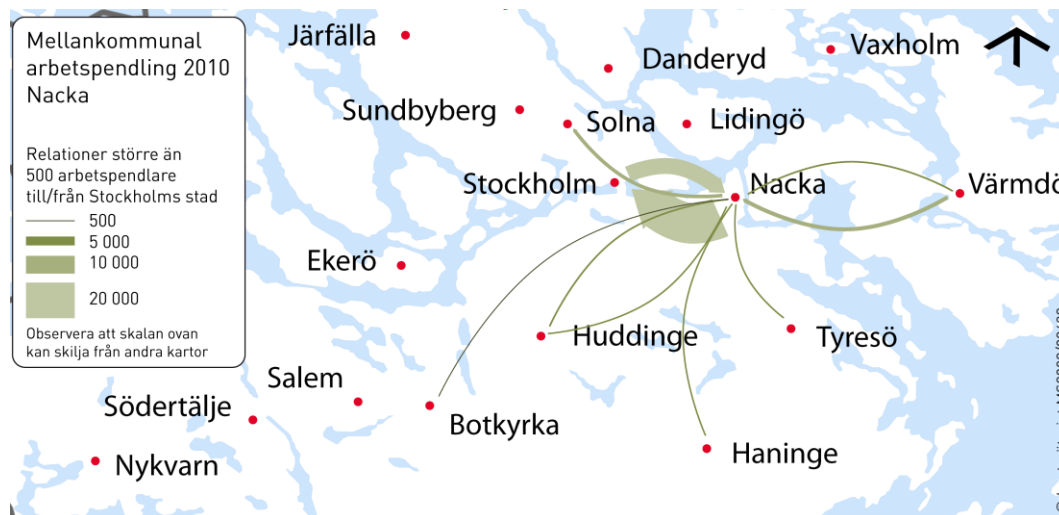 Mellankommunal
arbetspendling 2010
Nacka
Relationer större än
500 arbetspendlare
till/från Stockholms stad
500
5 000
10 000
20 000
Observera att skalan ovan
kan skilja från andra kartor
Järfälla
Vaxholm
Danderyd
Sundbyberg
Solna
Lidingö
Stockholm
Nacka
Värmdö
Ekerö
Huddinge
Tyresö
Salem
Södertälje
Botkyrka
Haninge
Nykvarn